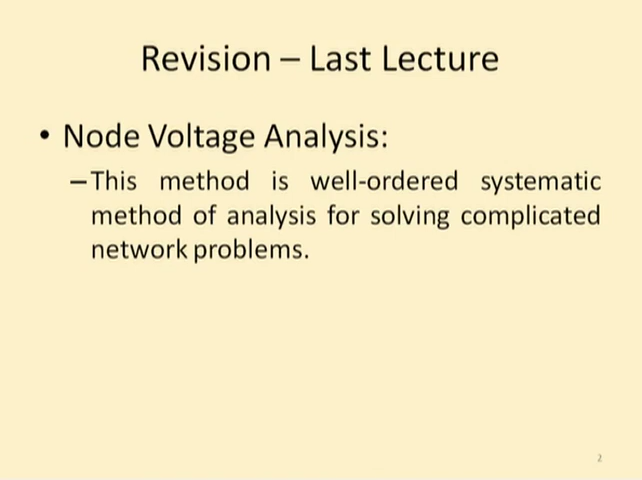 Revision – Last Lecture
• Node Voltage Analysis:
–This method is well-ordered systematic
method of analysis for solving complicated
network problems.
2